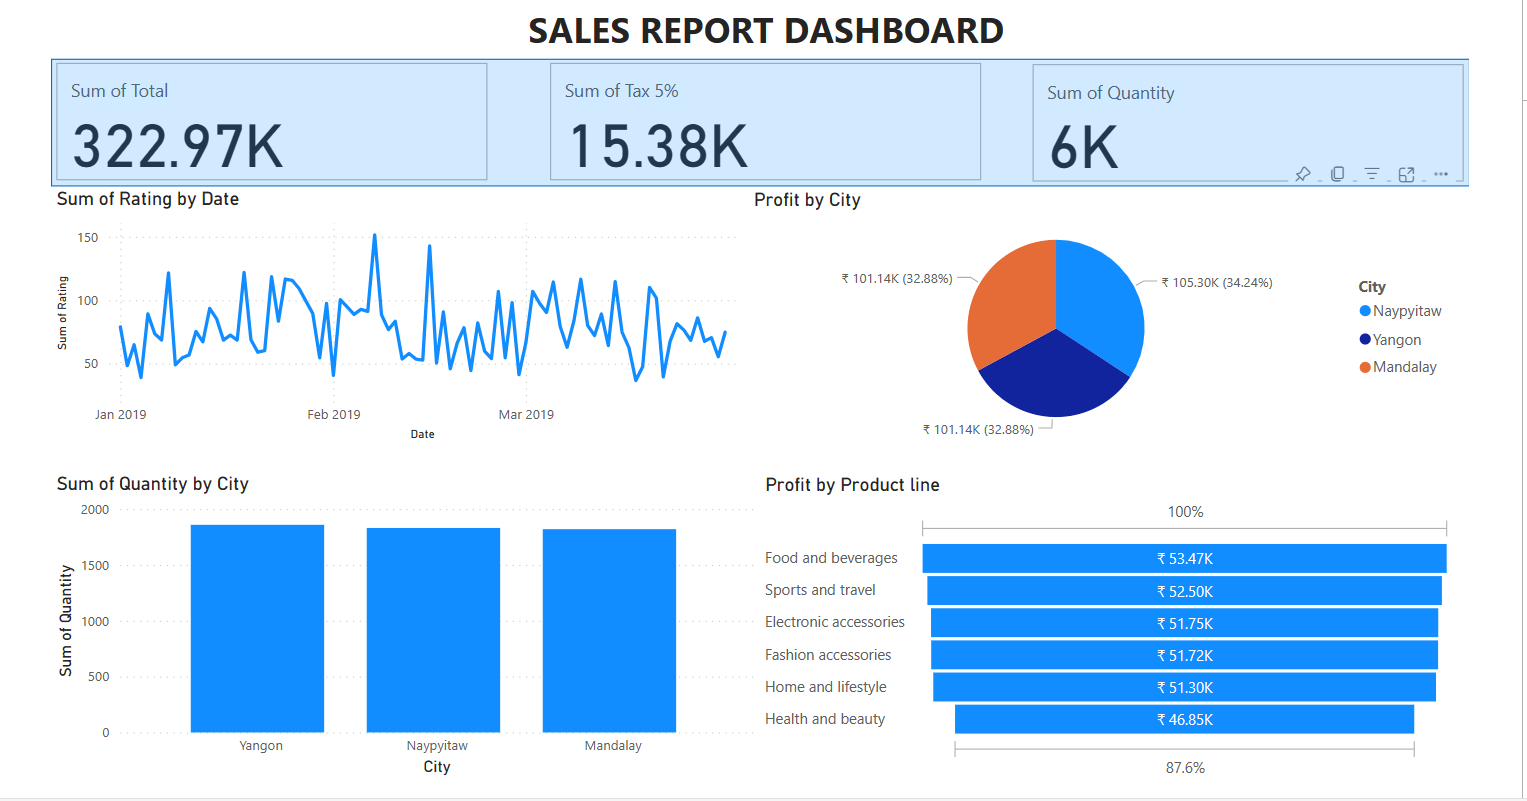 SALES REPORT DASHBOARD
Sum of Total
322.97K
Sum of Tax 5%
15.38K
Sum of Quantity
6K
Sum of Rating by Date
150
100
50
Sum of Rating
Jan 2019
Feb 2019
Mar 2019
Date
Profit by City
₹ 101.14K (32.88%)
₹ 105.30K (34.24%)
₹ 101.14K (32.88%)
City
Naypyitaw
Yangon
Mandalay
Sum of Quantity by City
2000
1500
1000
500
0
Sum of Quantity
Yangon
Naypyitaw
Mandalay
City
Profit by Product line
100%
Food and beverages ₹ 53.47K
Sports and travel ₹ 52.50K
Electronic accessories ₹ 51.75K
Fashion accessories ₹ 51.72K
Home and lifestyle ₹ 51.30K
Health and beauty ₹ 46.85K
87.6%